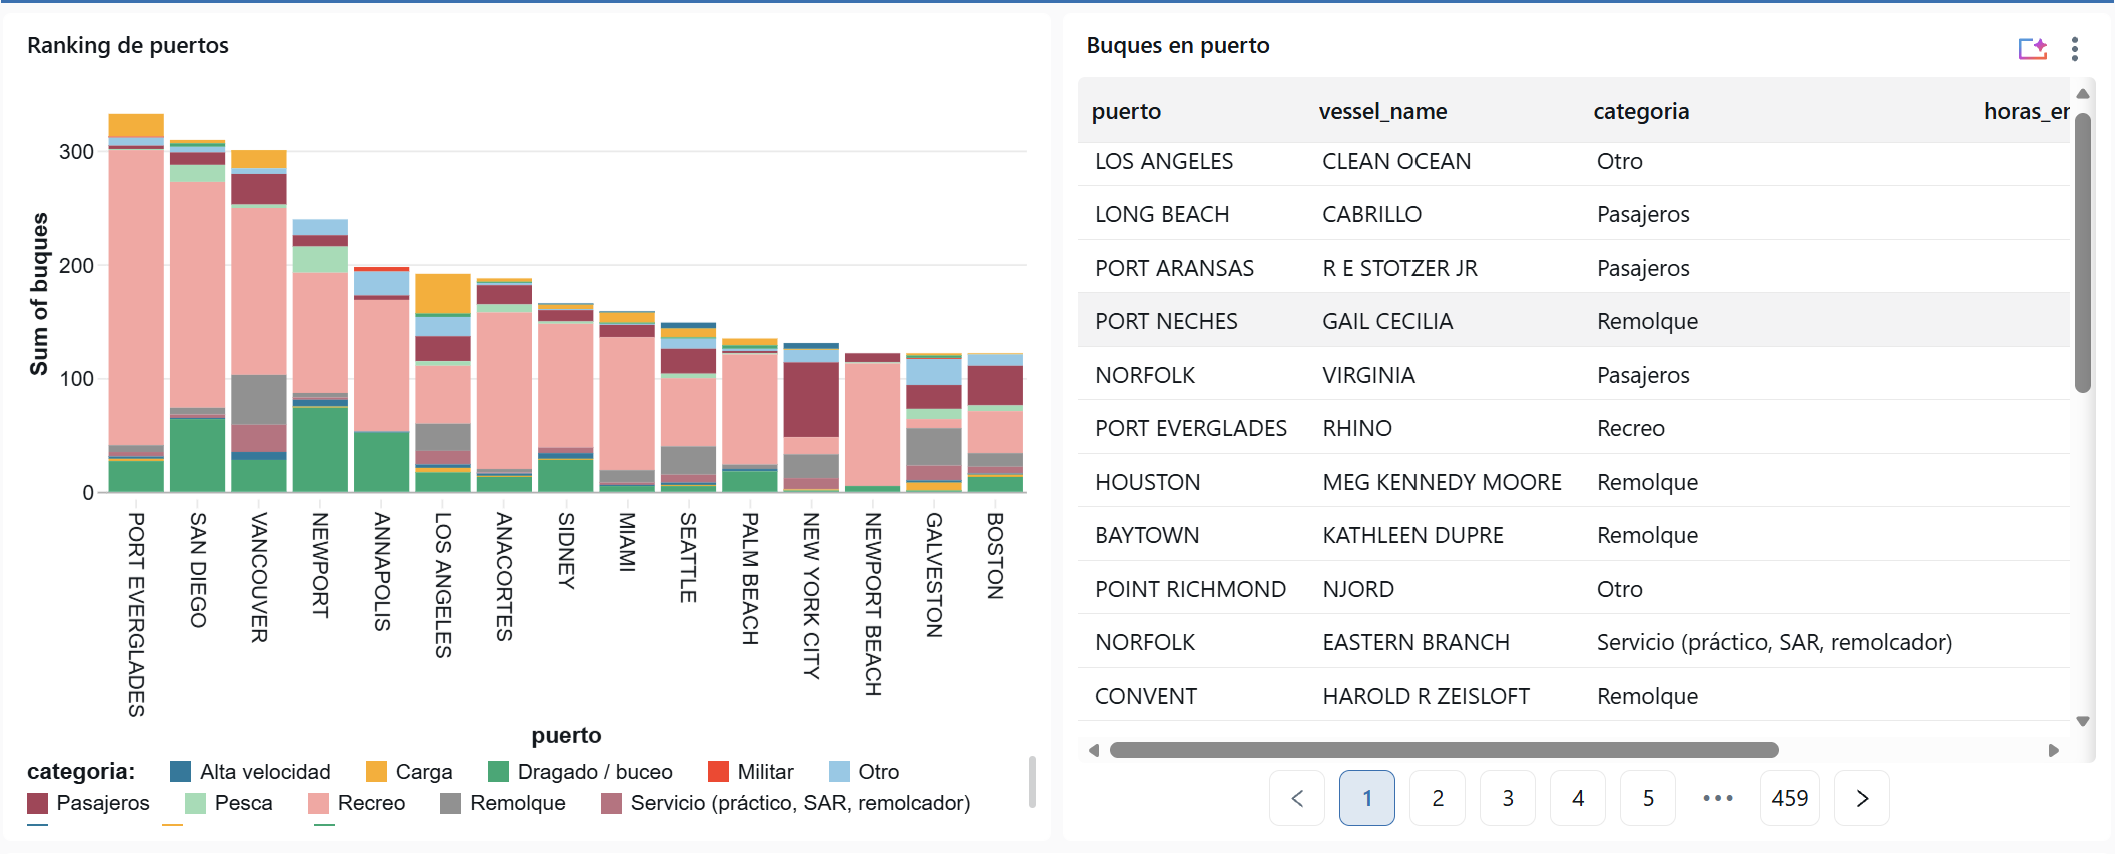 Ranking de puertos
300
200
100
0
Sum of buques
PORT EVERGLADES
SAN DIEGO
VANCOUVER
NEWPORT
ANNAPOLIS
LOS ANGELES
ANACORTES
SIDNEY
MIAMI
SEATTLE
PALM BEACH
NEW YORK CITY
NEWPORT BEACH
GALVESTON
BOSTON
puerto
categoria: Alta velocidad Carga Dragado / buceo Militar Otro
Pasajeros Pesca Recreo Remolque Servicio (práctico, SAR, remolcador)
Buques en puerto
puerto vessel_name categoria horas_er
LOS ANGELES CLEAN OCEAN Otro
LONG BEACH CABRILLO Pasajeros
PORT ARANSAS R E STOTZER JR Pasajeros
PORT NECHES GAIL CECILIA Remolque
NORFOLK VIRGINIA Pasajeros
PORT EVERGLADES RHINO Recreo
HOUSTON MEG KENNEDY MOORE Remolque
BAYTOWN KATHLEEN DUPRE Remolque
POINT RICHMOND NJORD Otro
NORFOLK EASTERN BRANCH Servicio (práctico, SAR, remolcador)
CONVENT HAROLD R ZEISLOFT Remolque
1 2 3 4 5 ••• 459